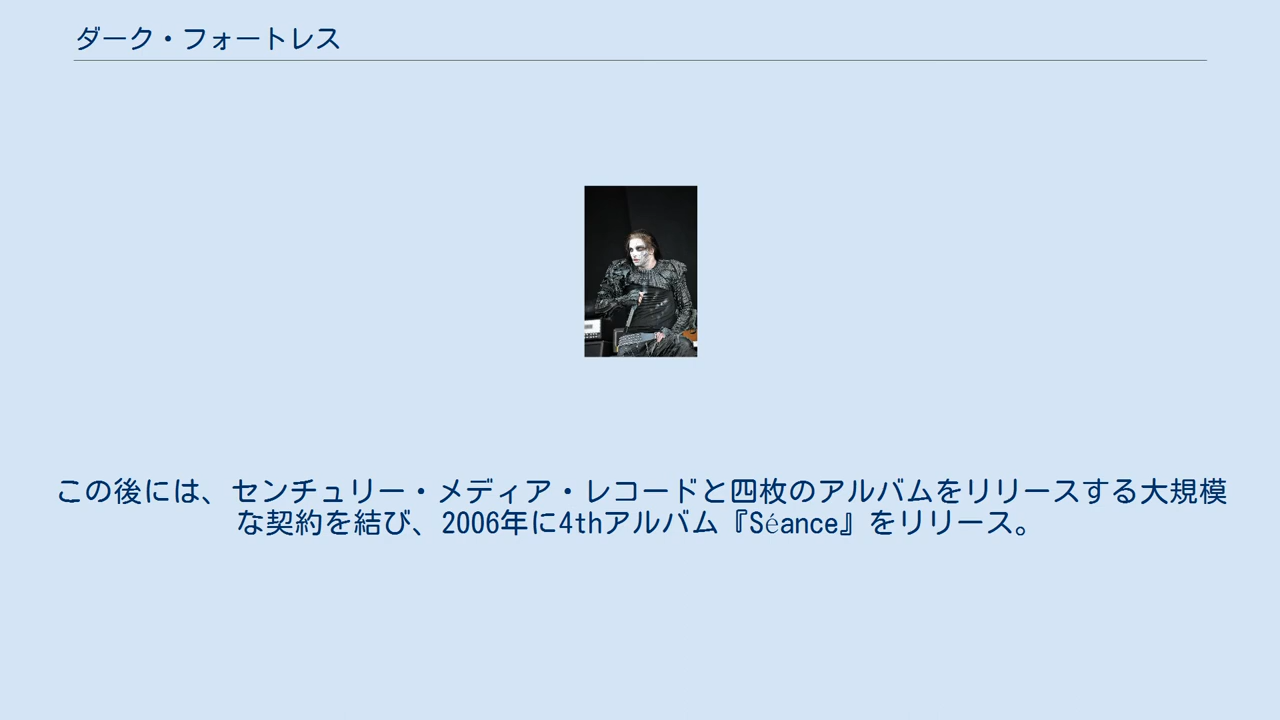 ダーク・フォートレス
この後には、センチュリー・メディア・レコードと四枚のアルバムをリリースする大規模
な契約を結び、2006年に4thアルバム『Séance』をリリース。